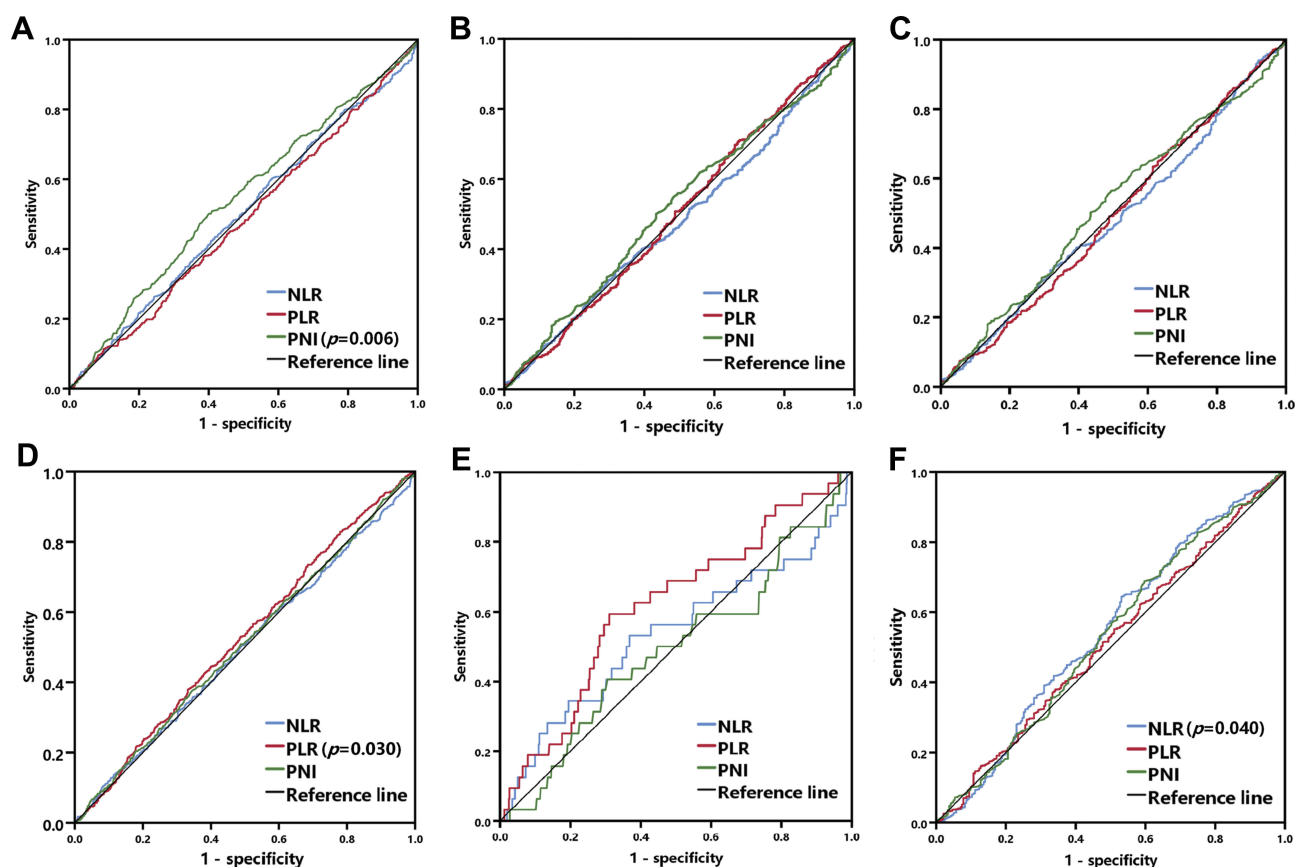 A
1.0
0.8
0.6
0.4
0.2
0.0
Sensitivity
NLR
PLR
PNI (p=0.006)
Reference line
0.0 0.2 0.4 0.6 0.8 1.0
1 - specificity
B
1.0
0.8
0.6
0.4
0.2
0.0
Sensitivity
NLR
PLR
PNI
Reference line
0.0 0.2 0.4 0.6 0.8 1.0
1 - specificity
C
1.0
0.8
0.6
0.4
0.2
0.0
Sensitivity
NLR
PLR
PNI
Reference line
0.0 0.2 0.4 0.6 0.8 1.0
1 - specificity
D
1.0
0.8
0.6
0.4
0.2
0.0
Sensitivity
NLR
PLR (p=0.030)
PNI
Reference line
0.0 0.2 0.4 0.6 0.8 1.0
1 - specificity
E
1.0
0.8
0.6
0.4
0.2
0.0
Sensitivity
NLR
PLR
PNI
Reference line
0.0 0.2 0.4 0.6 0.8 1.0
1 - specificity
F
1.0
0.8
0.6
0.4
0.2
0.0
Sensitivity
NLR (p=0.040)
PLR
PNI
Reference line
0.0 0.2 0.4 0.6 0.8 1.0
1 - specificity